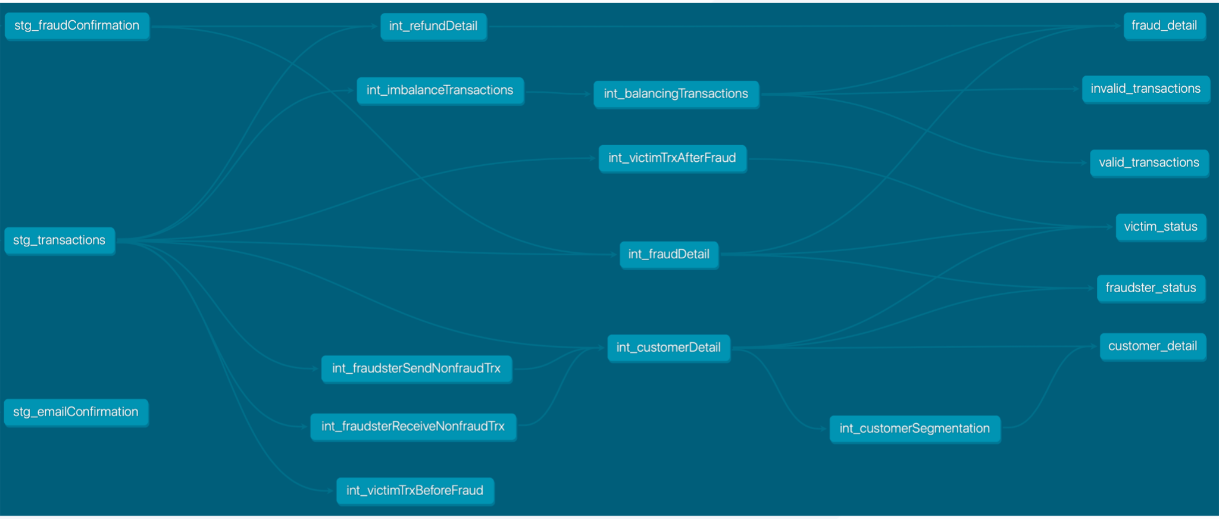 stg_fraudConfirmation
int_refundDetail
fraud_detail
int_imbalanceTransactions
int_balancingTransactions
invalid_transactions
int_victimTrxAfterFraud
valid_transactions
stg_transactions
int_fraudDetail
victim_status
fraudster_status
int_customerDetail
customer_detail
int_fraudsterSendNonfraudTrx
stg_emailConfirmation
int_fraudsterReceiveNonfraudTrx
int_customerSegmentation
int_victimTrxBeforeFraud